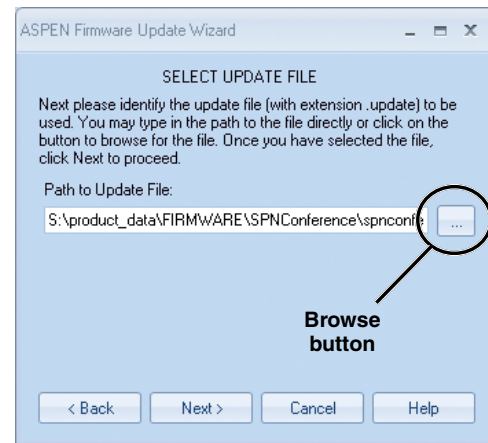 ASPEN Firmware Update Wizard
SELECT UPDATE FILE
Next please identify the update file (with extension .update) to be
used. You may type in the path to the file directly or click on the
button to browse for the file. Once you have selected the file,
click Next to proceed.
Path to Update File:
S:\product_data\FIRMWARE\SPNConference\spnconfe ...
Browse
button
< Back Next > Cancel Help